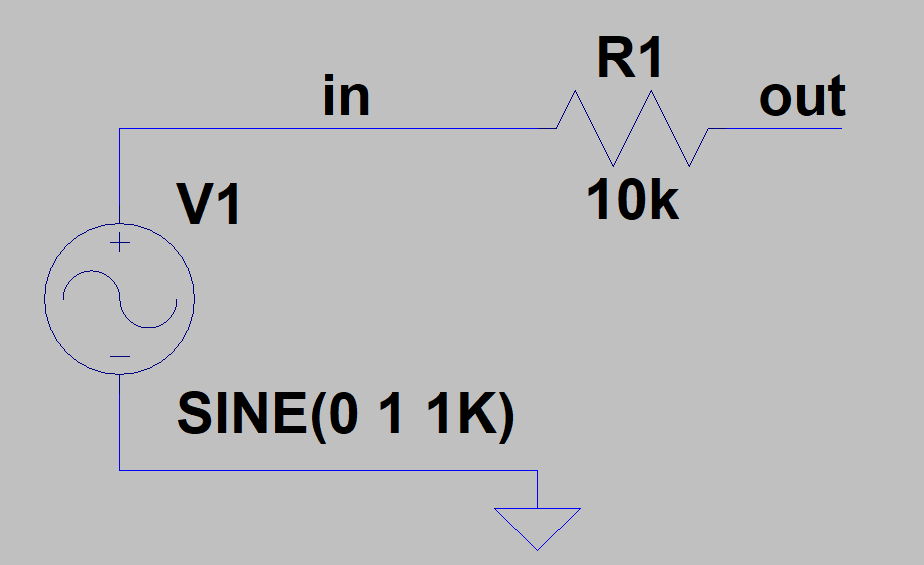 R1
in
out
10k
V1
+
−
SINE(0 1 1K)